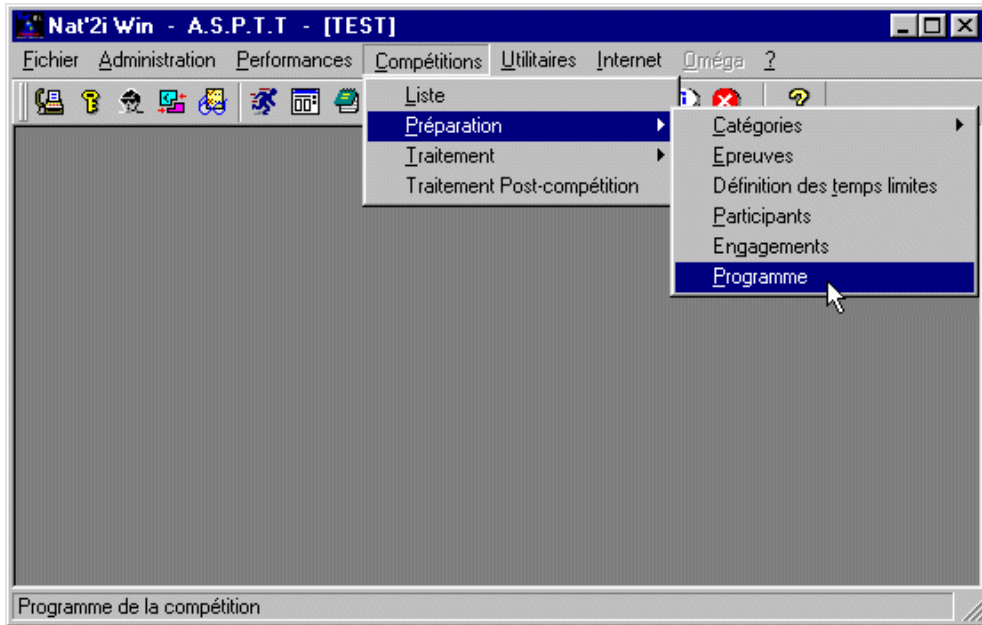 Nat'2i Win - A.S.P.T.T - [TEST]
Fichier Administration Performances Compétitions Utilitaires Internet Oméga ?
Liste
Préparation
Traitement
Traitement Post-compétition
Catégories
Epreuves
Définition des temps limites
Participants
Engagements
Programme
Programme de la compétition